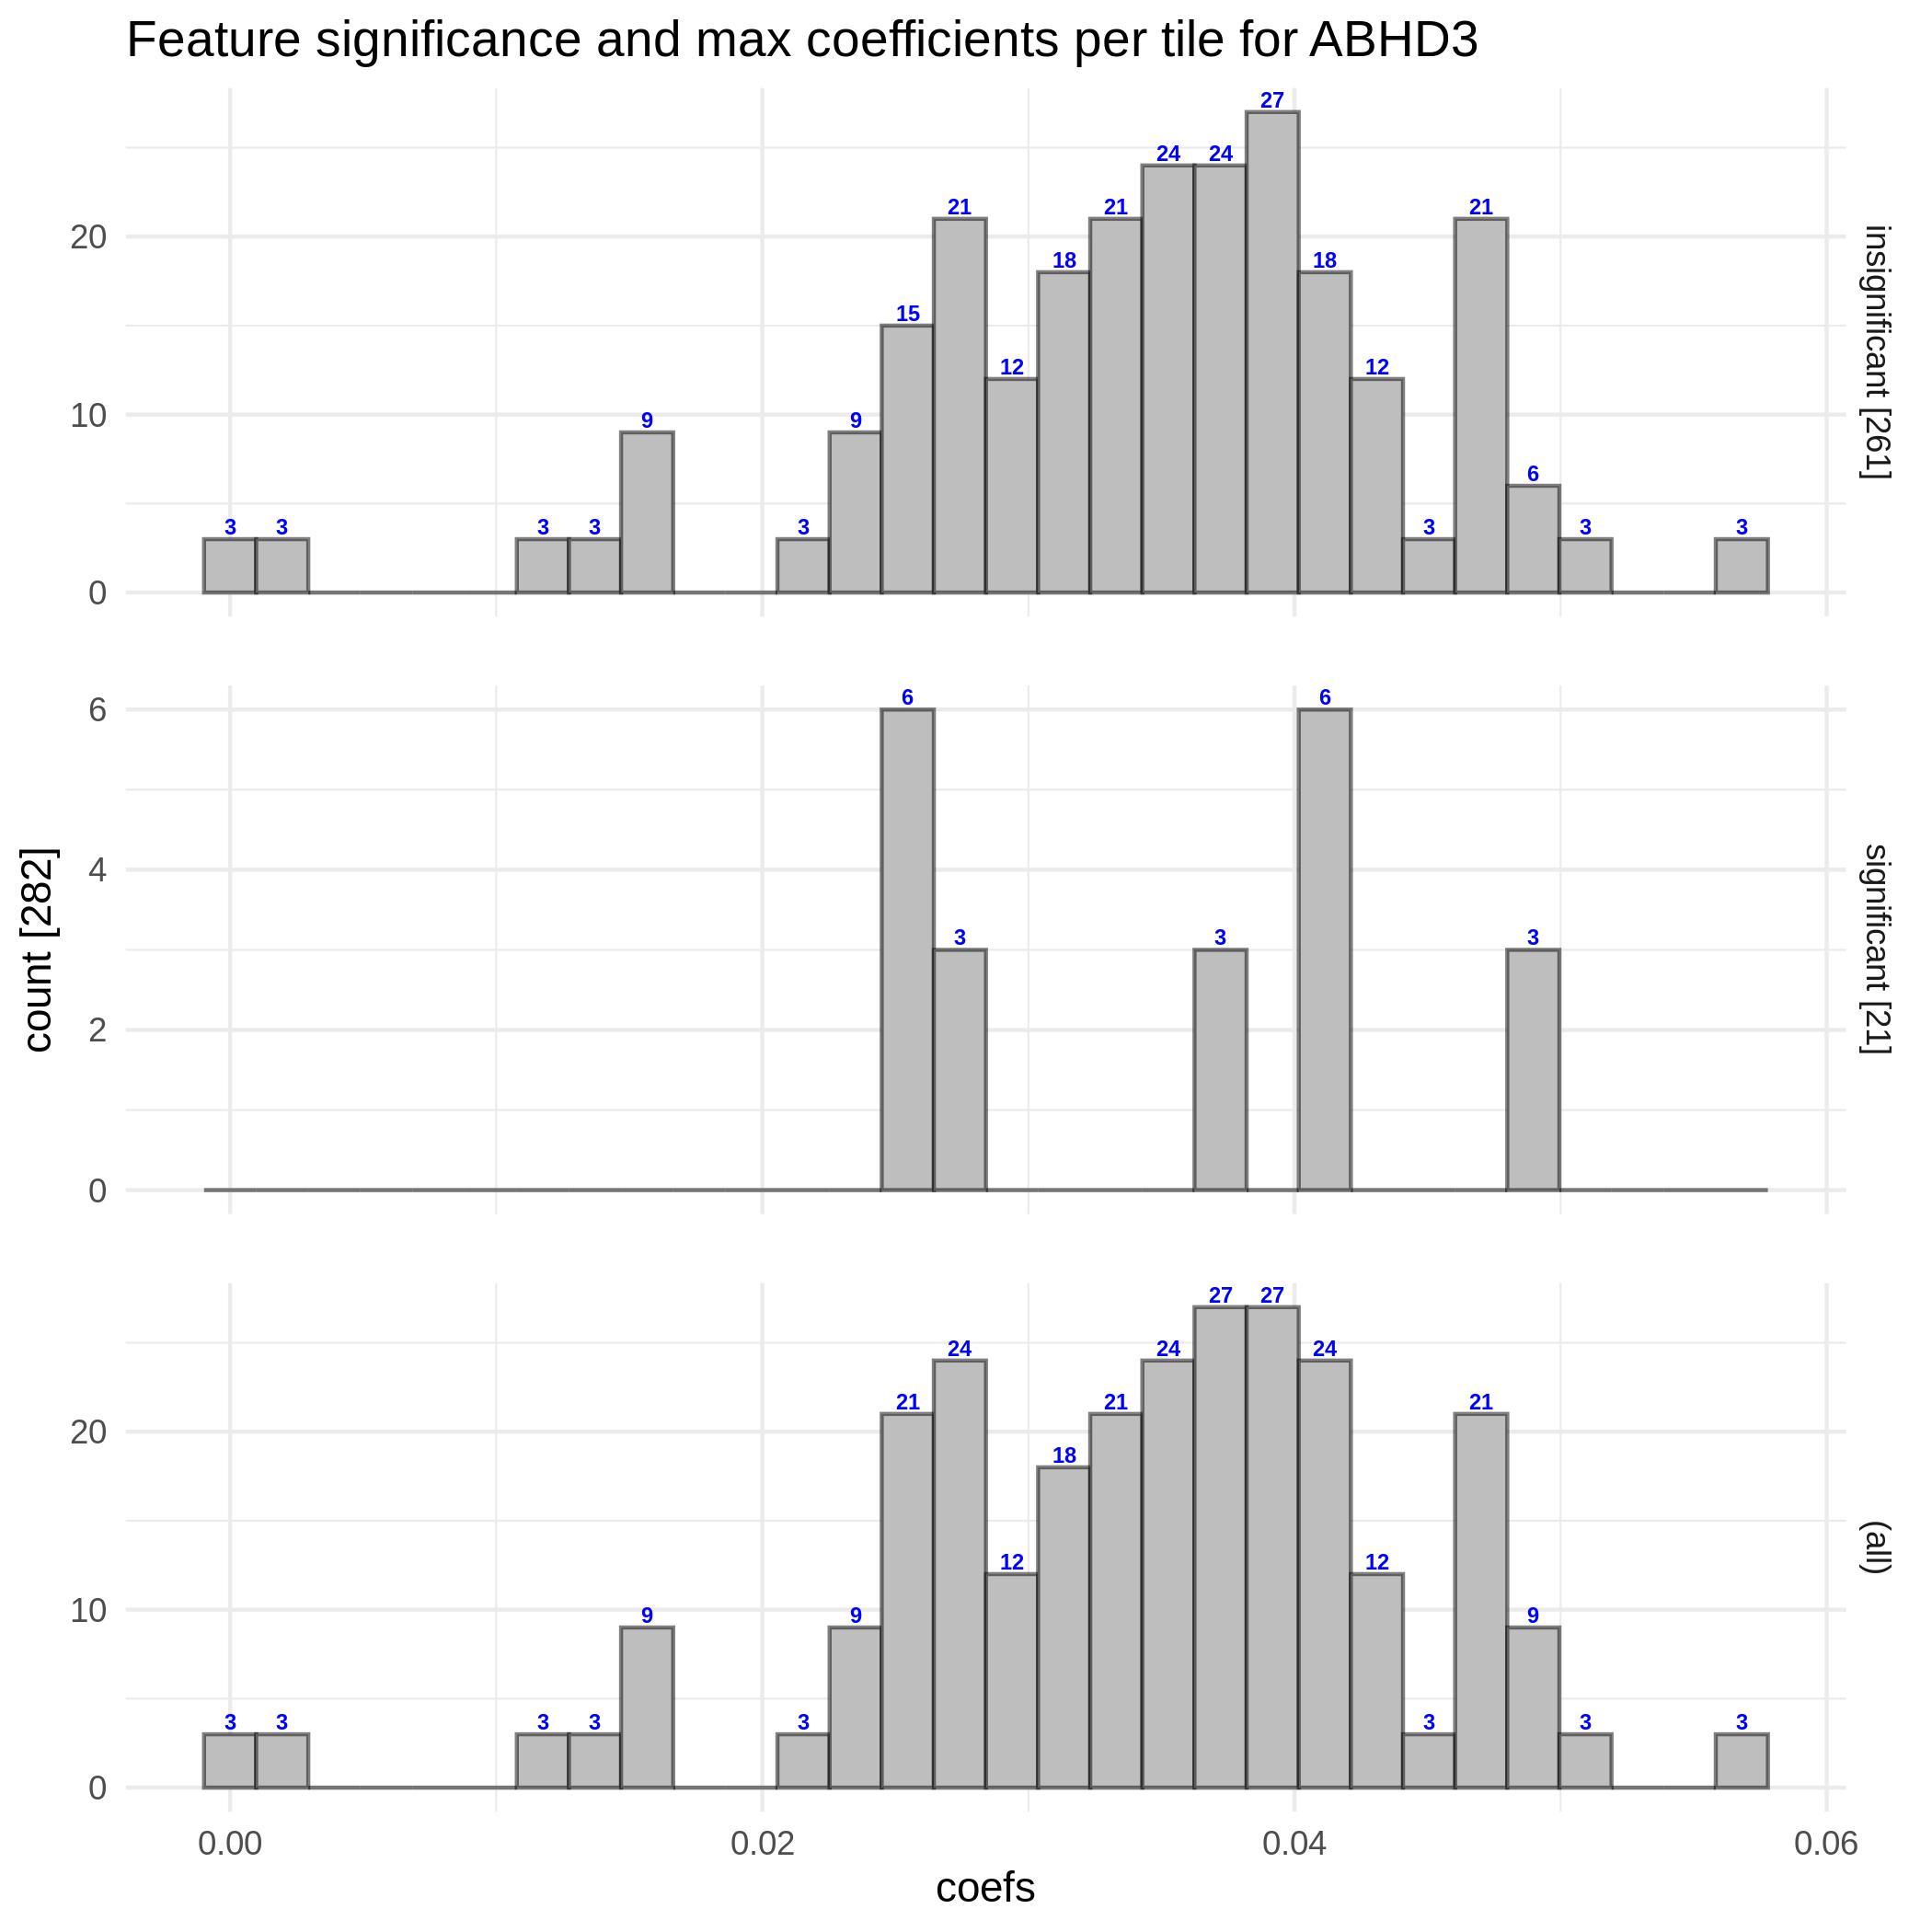 Feature significance and max coefficients per tile for ABHD3
27
24 24
21 21 21
20
18 18
15
12 12
10
9 9
6
3 3 3 3 3 3 3 3
0
insignificant [261]
6 6
6
4
3 3 3
2
0
significant [21]
count [282]
27 27
24 24 24
21 21 21
20
18
12 12
10
9 9 9
3 3 3 3 3 3 3 3
0
(all)
0.00 0.02 0.04 0.06
coefs